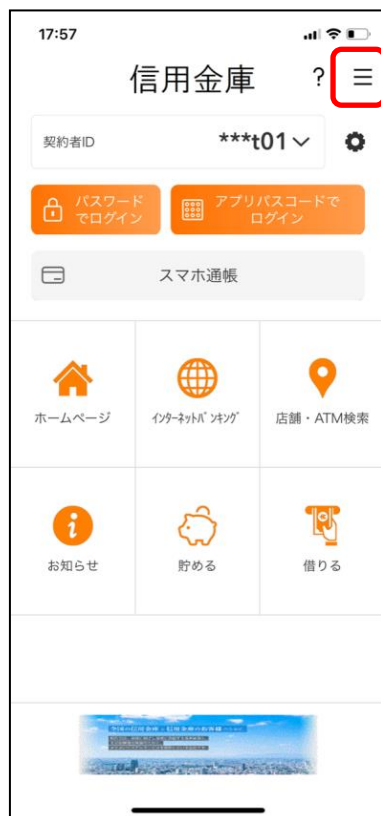 17:57
信用金庫 ?
契約者ID ***t01
パスワード
でログイン
アプリパスコードで
ログイン
スマホ通帳
ホームページ
インターネットバンキング
店舗・ATM検索
お知らせ
貯める
借りる